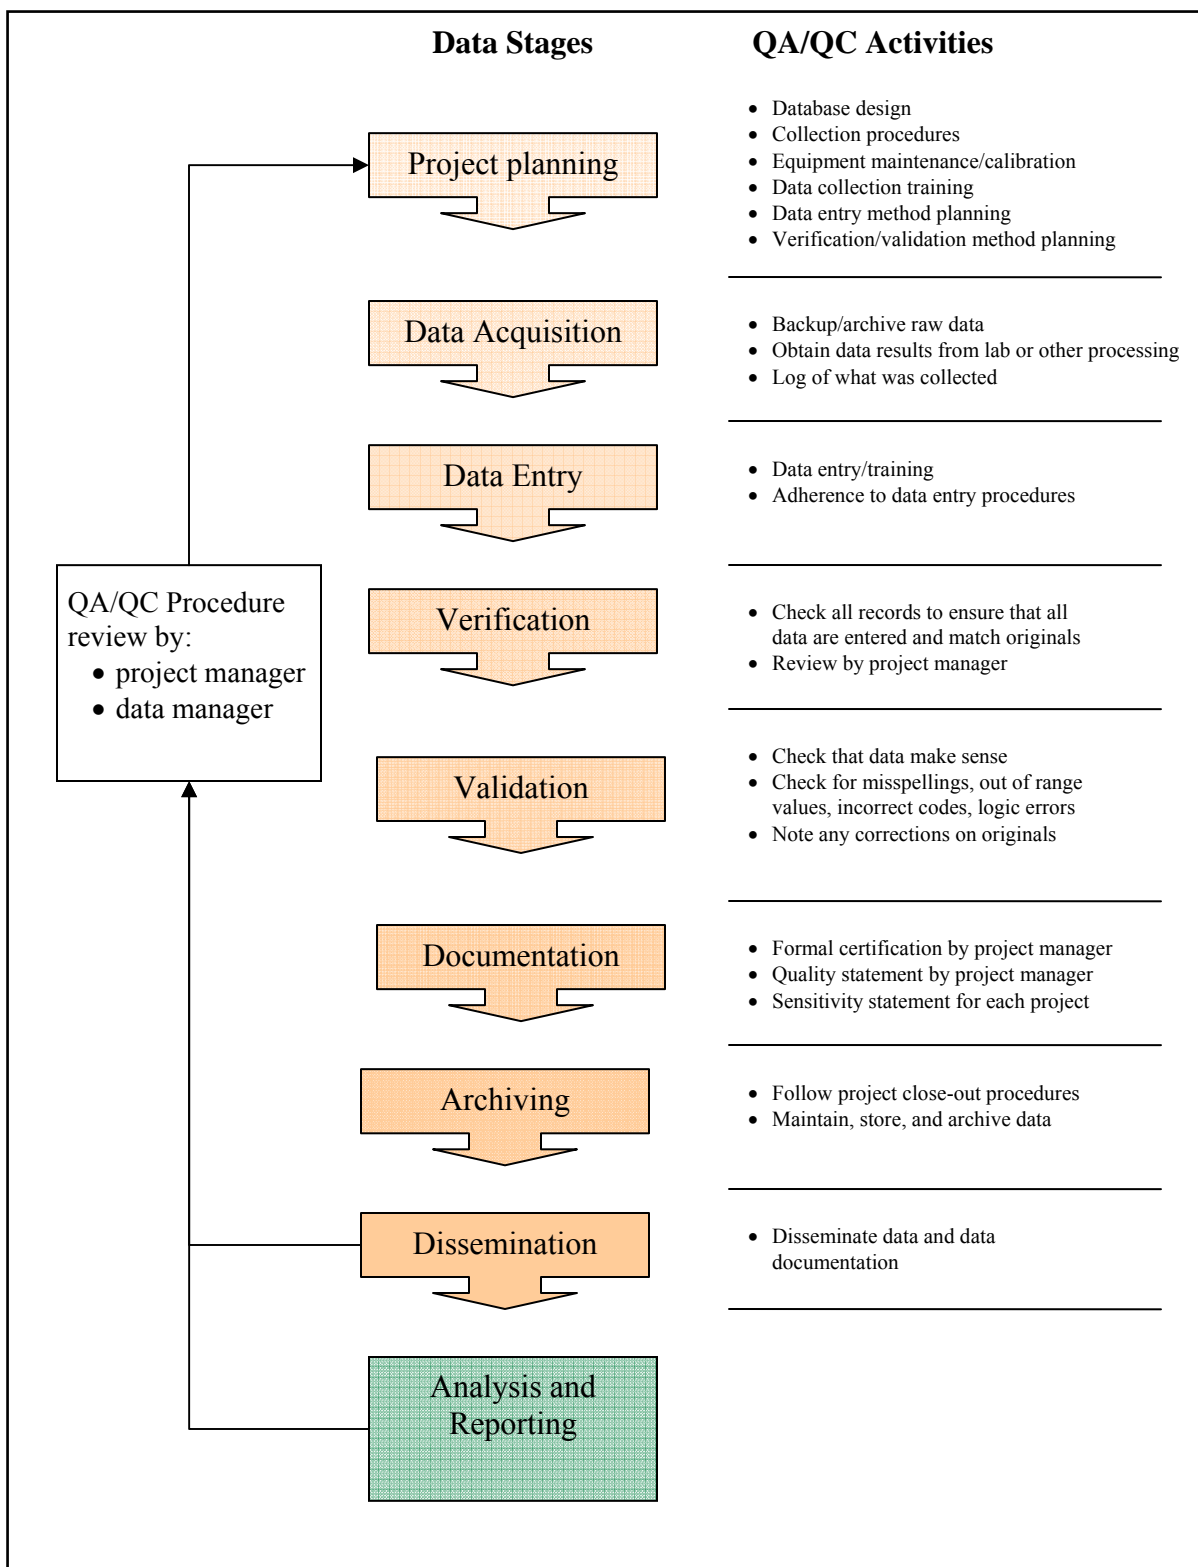 Data Stages
QA/QC Activities
Project planning
• Database design
• Collection procedures
• Equipment maintenance/calibration
• Data collection training
• Data entry method planning
• Verification/validation method planning
Data Acquisition
• Backup/archive raw data
• Obtain data results from lab or other processing
• Log of what was collected
Data Entry
• Data entry/training
• Adherence to data entry procedures
QA/QC Procedure
review by:
• project manager
• data manager
Verification
• Check all records to ensure that all
data are entered and match originals
• Review by project manager
Validation
• Check that data make sense
• Check for misspellings, out of range
values, incorrect codes, logic errors
• Note any corrections on originals
Documentation
• Formal certification by project manager
• Quality statement by project manager
• Sensitivity statement for each project
Archiving
• Follow project close-out procedures
• Maintain, store, and archive data
Dissemination
• Disseminate data and data
documentation
Analysis and
Reporting